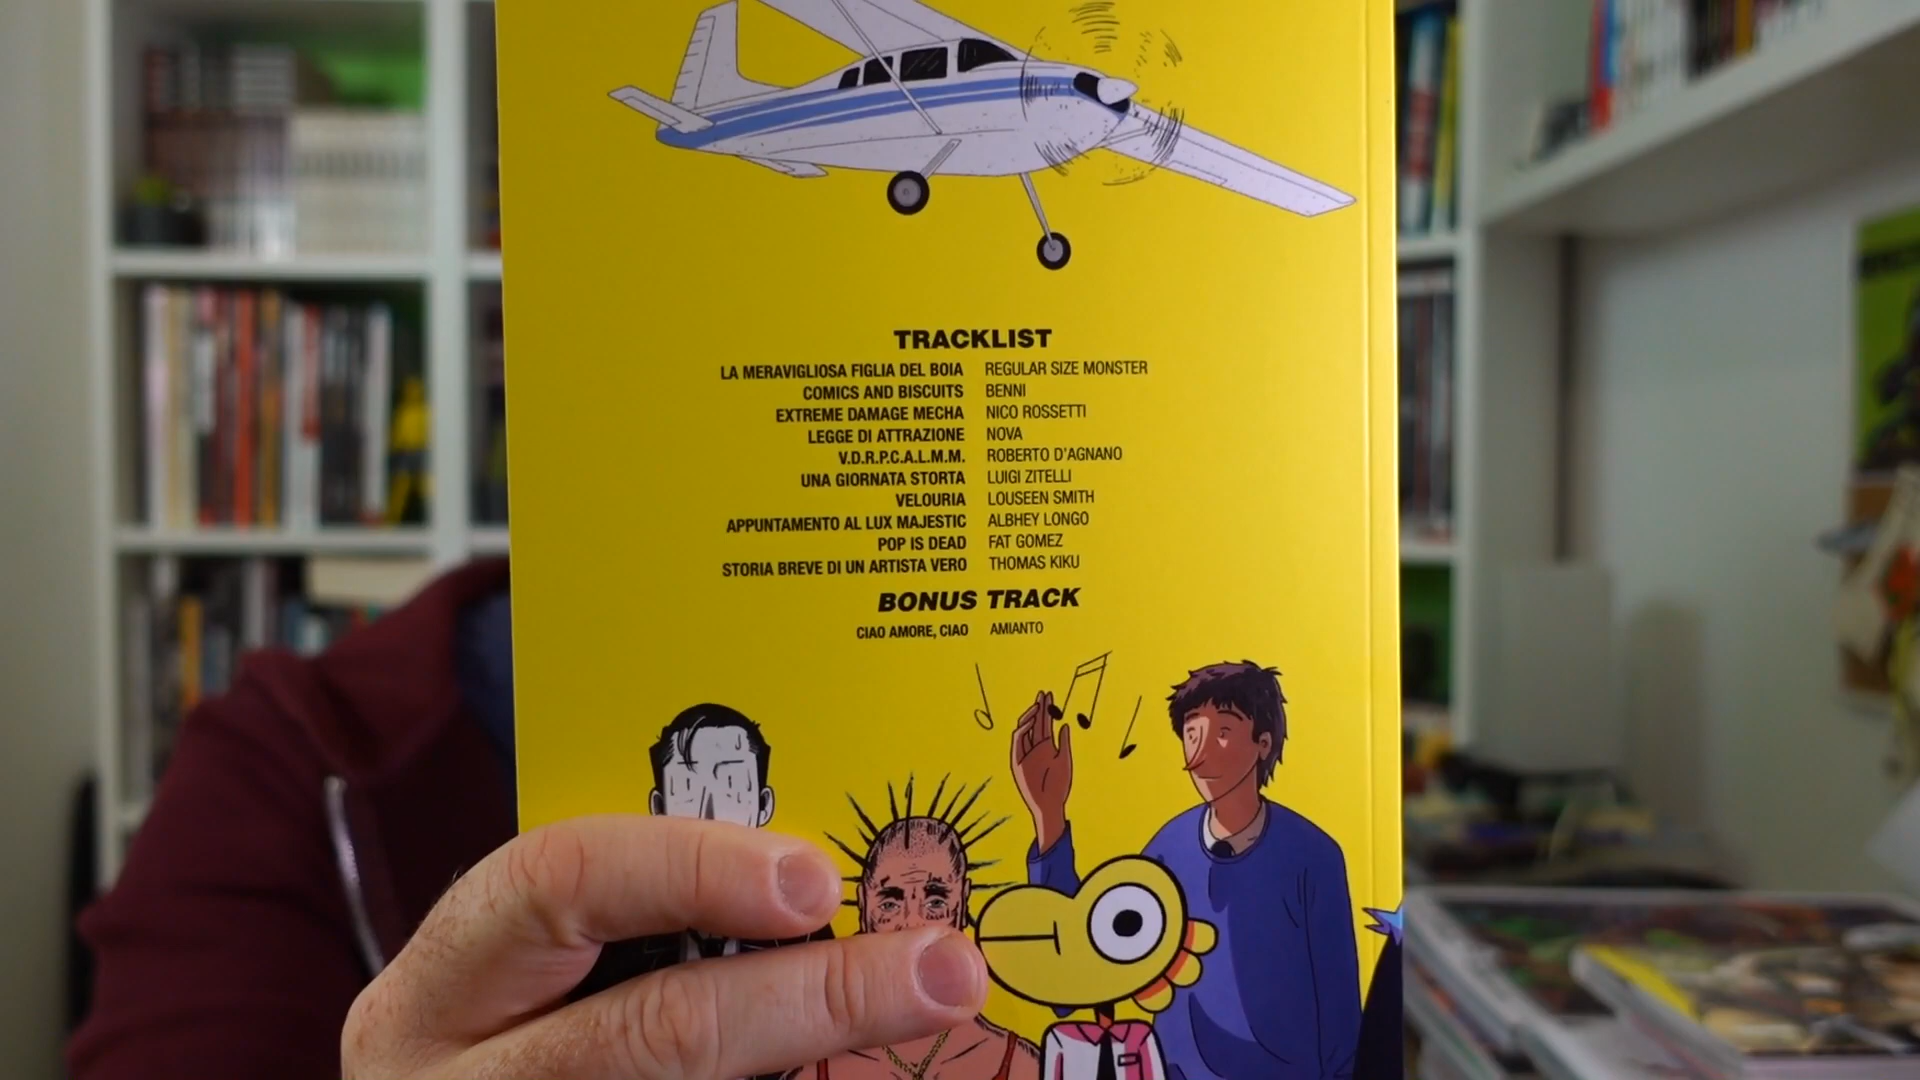 TRACKLIST
LA MERAVIGLIOSA FIGLIA DEL BOIA REGULAR SIZE MONSTER
COMICS AND BISCUITS BENNI
EXTREME DAMAGE MECHA NICO ROSSETTI
LEGGE DI ATTRAZIONE NOVA
V.D.R.P.C.A.L.M.M. ROBERTO D'AGNANO
UNA GIORNATA STORTA LUIGI ZITELLI
VELOURIA LOUSEEN SMITH
APPUNTAMENTO AL LUX MAJESTIC ALBHEY LONGO
POP IS DEAD FAT GOMEZ
STORIA BREVE DI UN ARTISTA VERO THOMAS KIKU
BONUS TRACK
CIAO AMORE, CIAO AMIANTO